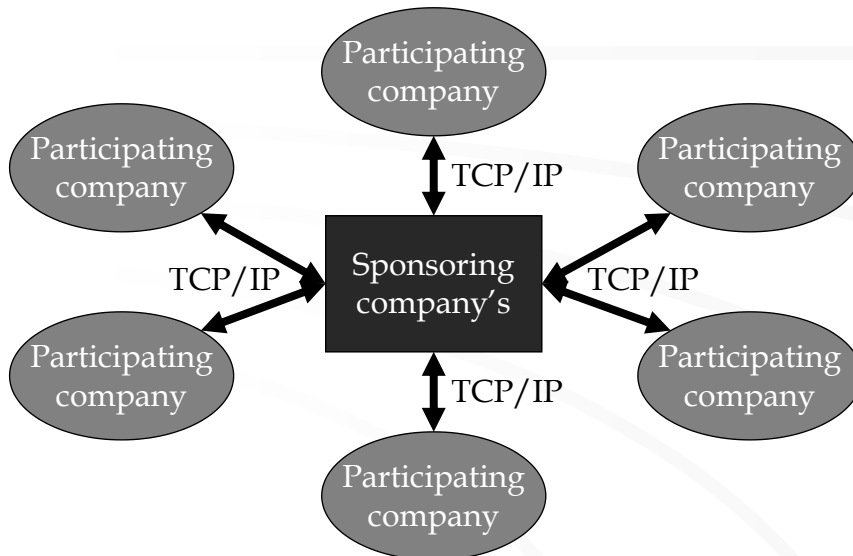 Participating
company
Participating
company
TCP/IP
Participating
company
TCP/IP
Sponsoring
company’s
TCP/IP
Participating
company
TCP/IP
Participating
company
Participating
company